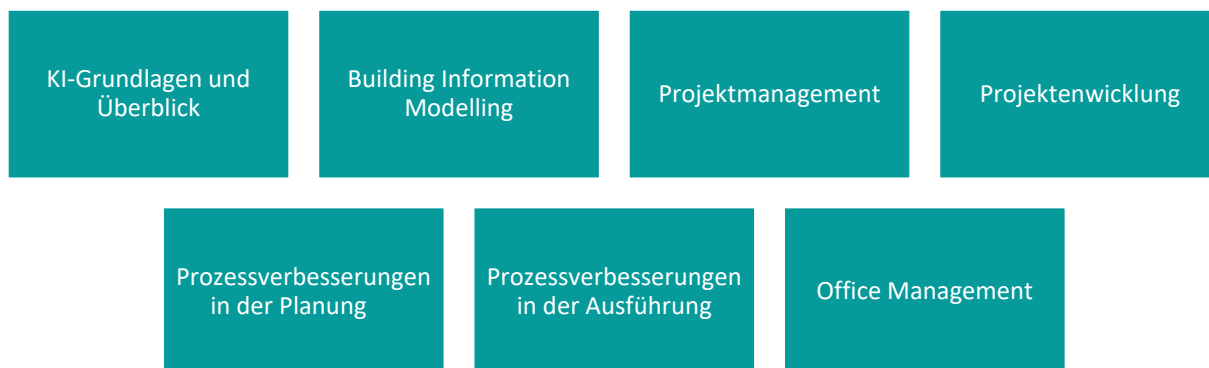 KI-Grundlagen und
Überblick
Building Information
Modelling
Projektmanagement
Projektenwicklung
Prozessverbesserungen
in der Planung
Prozessverbesserungen
in der Ausführung
Office Management